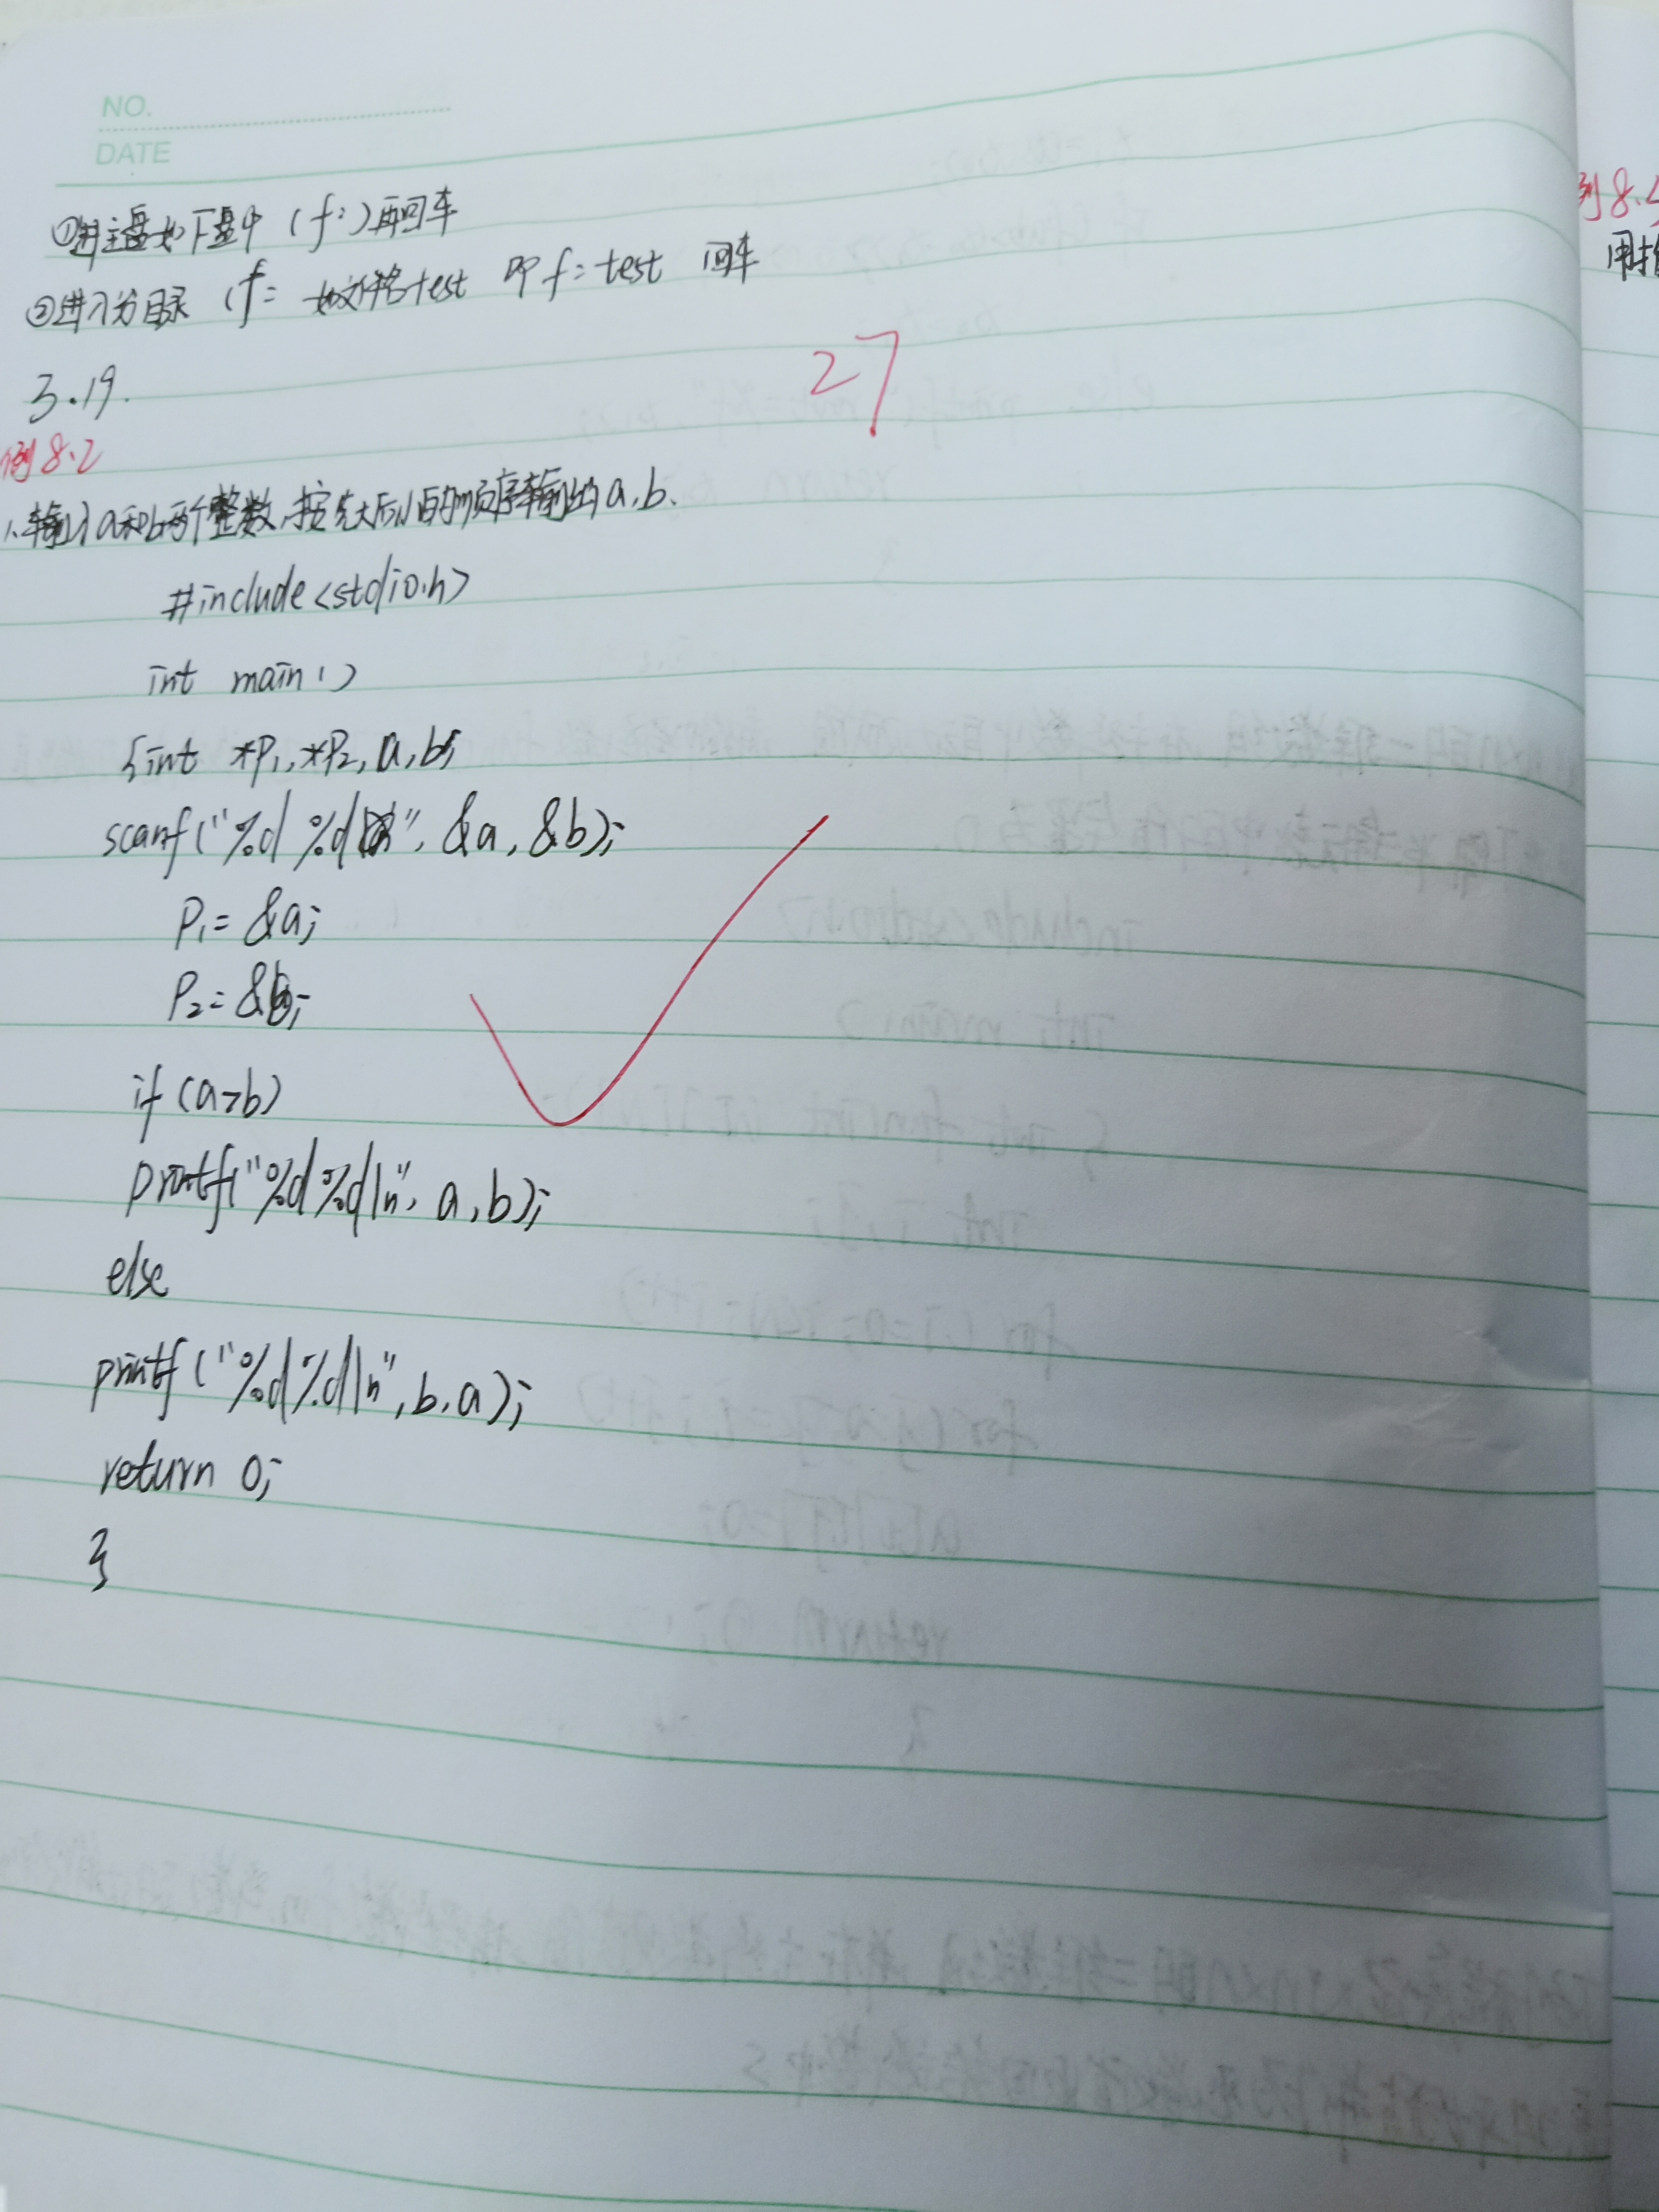 NO.
DATE
①进主盘如下盘中 (f:)再回车
②进入分目录 (f: 如文件名test 即 f:test 回车
3.19.
27
例8.2
1、输入a和b两个整数,按先大后小的顺序输出a,b.
#include<stdio.h>
int main()
{int *P1,*P2,a,b;
scanf("%d %d", &a, &b);
P1=&a;
P2=&b;
if (a>b)
printf("%d%d\n", a,b);
else
printf("%d%d\n",b,a);
return 0;
}
例8.
用